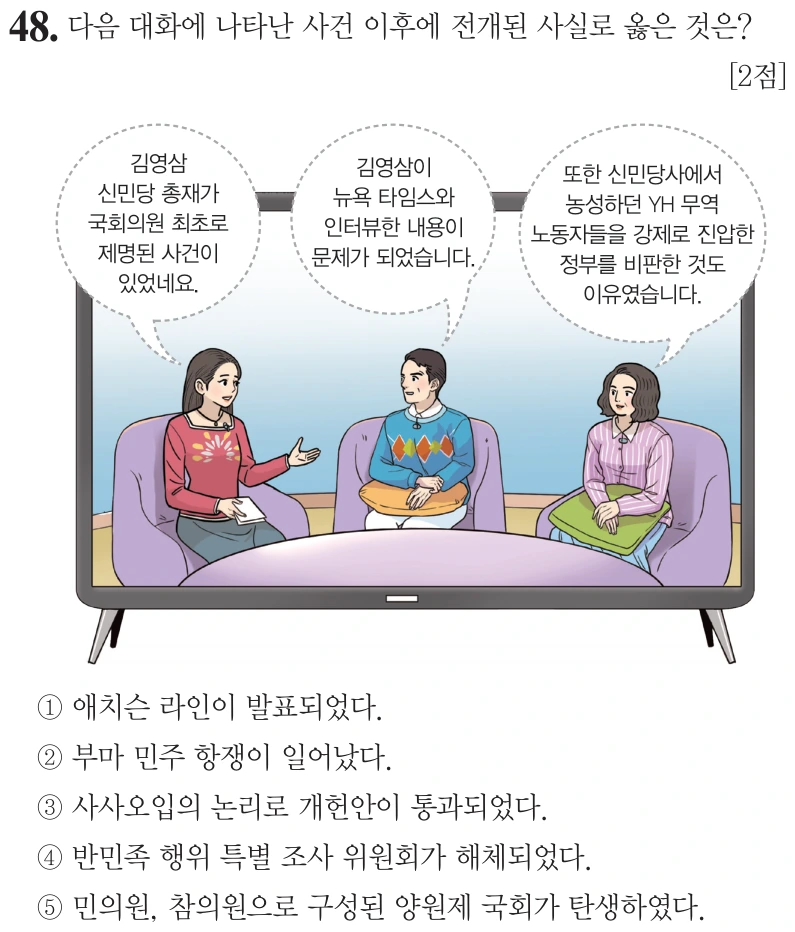 48. 다음 대화에 나타난 사건 이후에 전개된 사실로 옳은 것은?
[2점]
김영삼
신민당 총재가
국회의원 최초로
제명된 사건이
있었네요.
김영삼이
뉴욕 타임스와
인터뷰한 내용이
문제가 되었습니다.
또한 신민당사에서
농성하던 YH 무역
노동자들을 강제로 진압한
정부를 비판한 것도
이유였습니다.
① 애치슨 라인이 발표되었다.
② 부마 민주 항쟁이 일어났다.
③ 사사오입의 논리로 개헌안이 통과되었다.
④ 반민족 행위 특별 조사 위원회가 해체되었다.
⑤ 민의원, 참의원으로 구성된 양원제 국회가 탄생하였다.